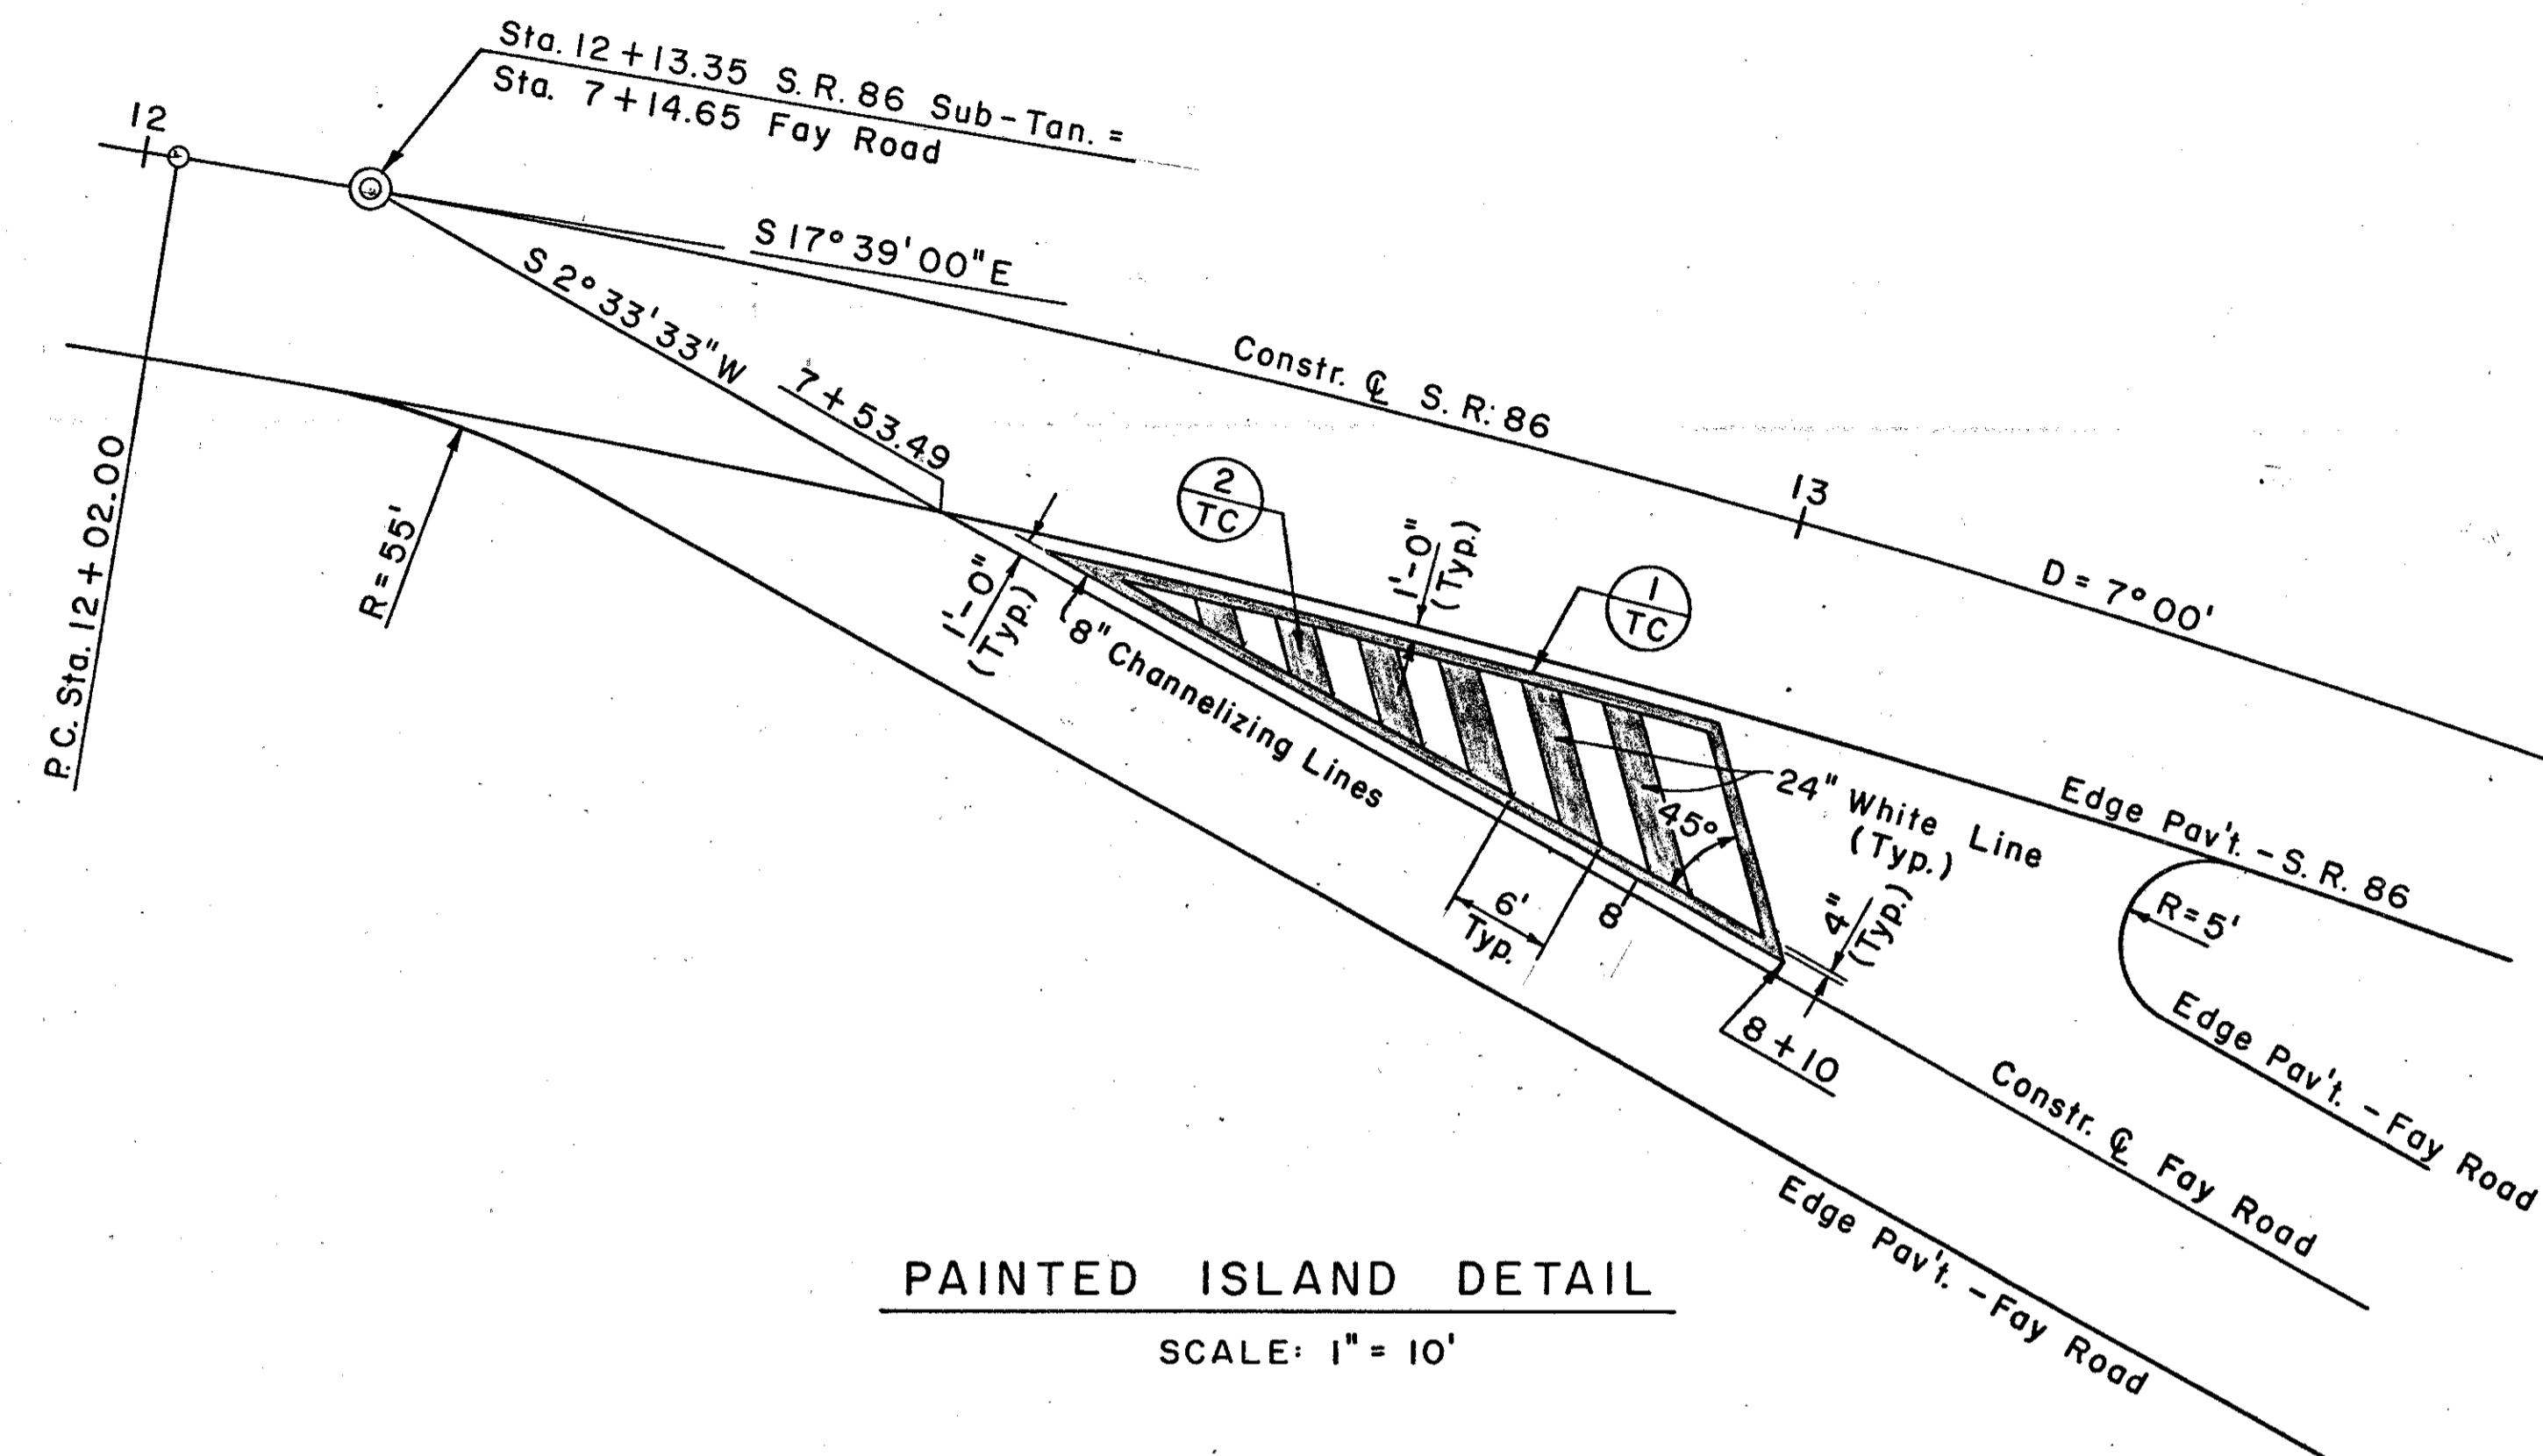 Sta. 12 + 13.35 S.R. 86 Sub-Tan. =
Sta. 7 + 14.65 Fay Road
12
S 17° 39' 00" E
S 2° 33' 33" W
7 + 53.49
P.C. Sta. 12 + 02.00
R = 55'
Constr. ℄ S.R. 86
13
D = 7° 00'
2
TC
1'-0"
(Typ.)
1
TC
1'-0"
(Typ.)
8" Channelizing Lines
24" White Line
(Typ.)
45°
6'
Typ.
8
4"
(Typ.)
8 + 10
Edge Pav't. - S.R. 86
R = 5'
Edge Pav't. - Fay Road
Constr. ℄ Fay Road
Edge Pav't. - Fay Road
PAINTED ISLAND DETAIL
SCALE: 1" = 10'